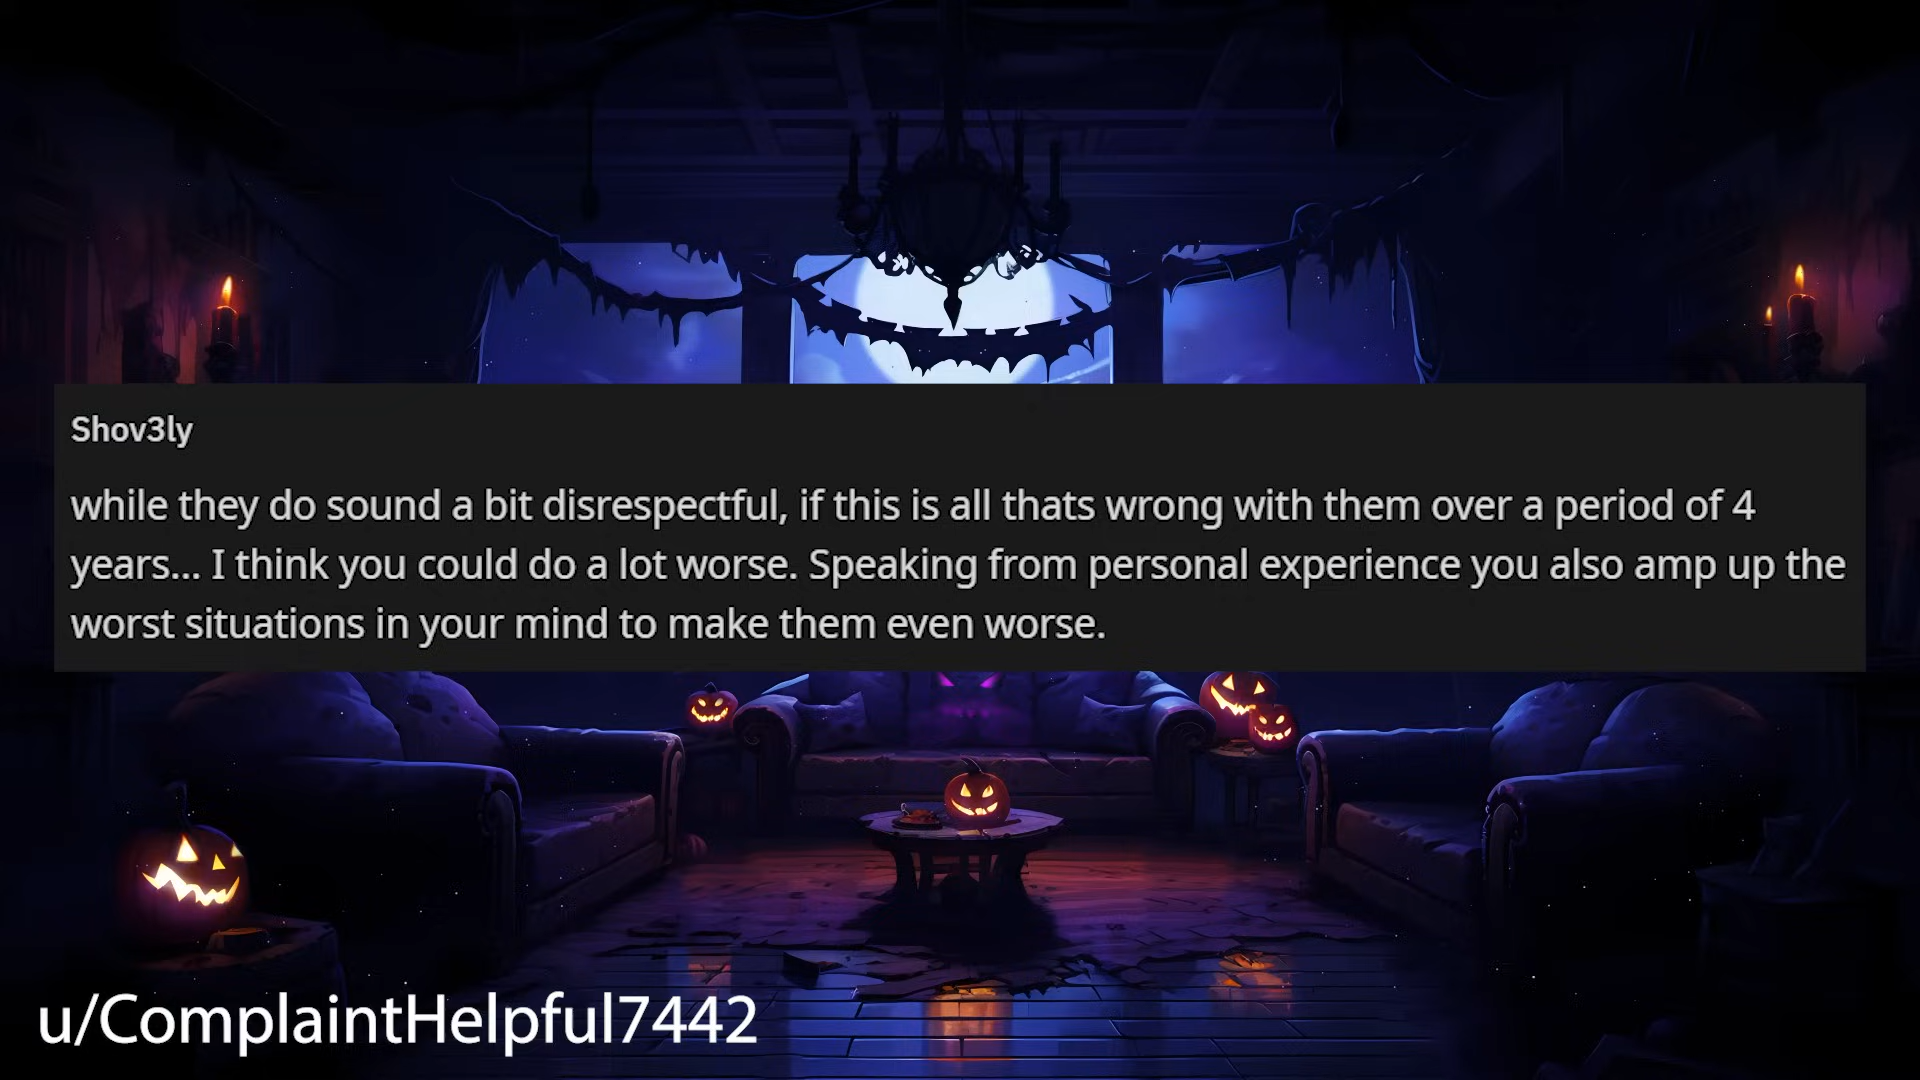 Shov3ly
while they do sound a bit disrespectful, if this is all thats wrong with them over a period of 4
years... I think you could do a lot worse. Speaking from personal experience you also amp up the
worst situations in your mind to make them even worse.
u/ComplaintHelpful7442